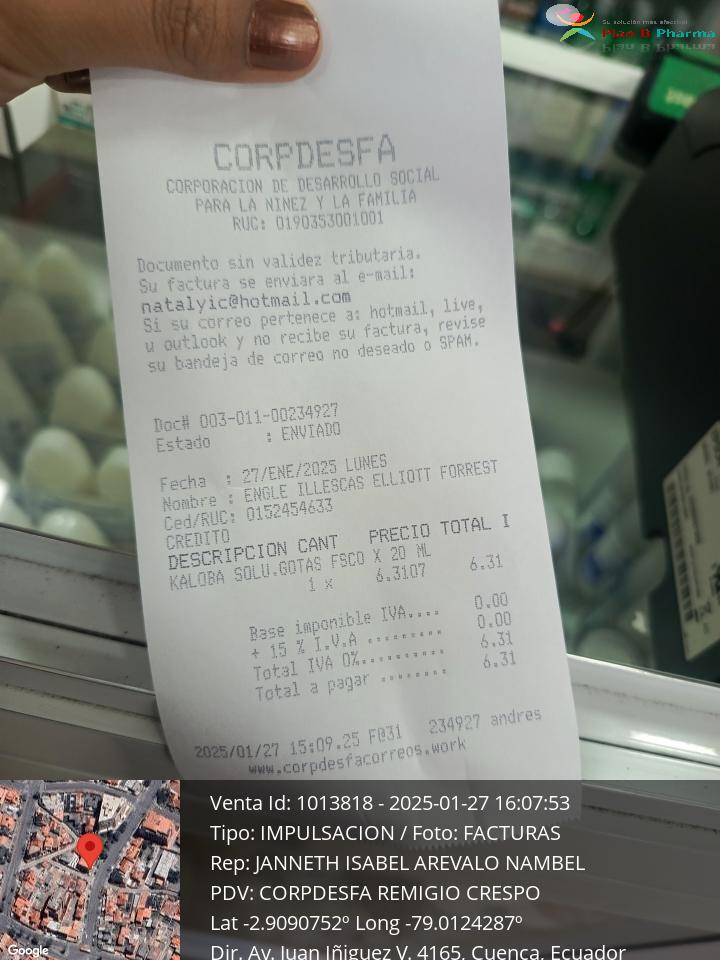 Su solución más efectiva!
Plan B Pharma
CORPDESFA
CORPORACION DE DESARROLLO SOCIAL
PARA LA NINEZ Y LA FAMILIA
RUC: 0190353001001
Documento sin validez tributaria.
Su factura se enviara al e-mail:
natalyic@hotmail.com
Si su correo pertenece a: hotmail, live,
u outlook y no recibe su factura, revise
su bandeja de correo no deseado o SPAM.
Doc# 003-011-00234927
Estado : ENVIADO
Fecha : 27/ENE/2025 LUNES
Nombre : ENGLE ILLESCAS ELLIOTT FORREST
Ced/RUC: 0152454633
CREDITO
DESCRIPCION CANT PRECIO TOTAL I
KALOBA SOLU.GOTAS FSCO X 20 ML
1 x 6.3107 6.31
Base imponible IVA.... 0.00
+ 15 % I.V.A ......... 0.00
Total IVA 0%.......... 6.31
Total a pagar ........ 6.31
2025/01/27 15:09.25 F@31 234927 andres
www.corpdesfacorreos.work
Venta Id: 1013818 - 2025-01-27 16:07:53
Tipo: IMPULSACION / Foto: FACTURAS
Rep: JANNETH ISABEL AREVALO NAMBEL
PDV: CORPDESFA REMIGIO CRESPO
Lat -2.9090752º Long -79.0124287º
Dir. Av. Juan Iñiguez V. 4165, Cuenca, Ecuador
Google